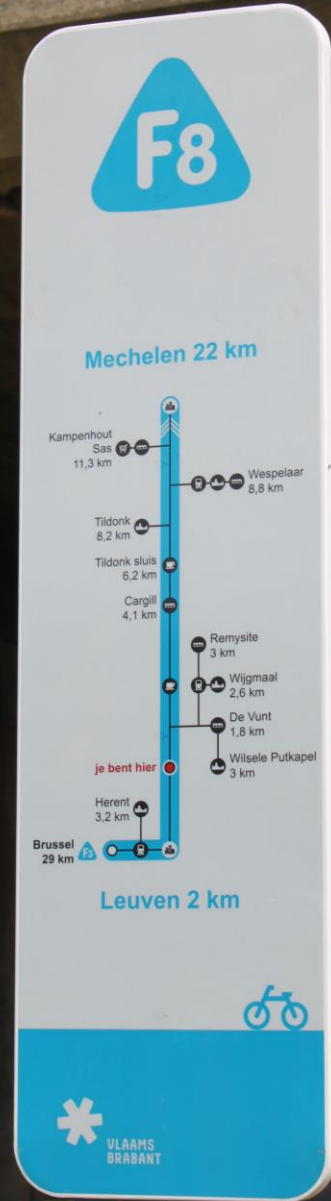 F8
Mechelen 22 km
Kampenhout
Sas
11,3 km
Wespelaar
8,8 km
Tildonk
8,2 km
Tildonk sluis
6,2 km
Cargill
4,1 km
Remysite
3 km
Wijgmaal
2,6 km
De Vunt
1,8 km
je bent hier
Wilsele Putkapel
3 km
Herent
3,2 km
Brussel F3
29 km
Leuven 2 km
VLAAMS
BRABANT